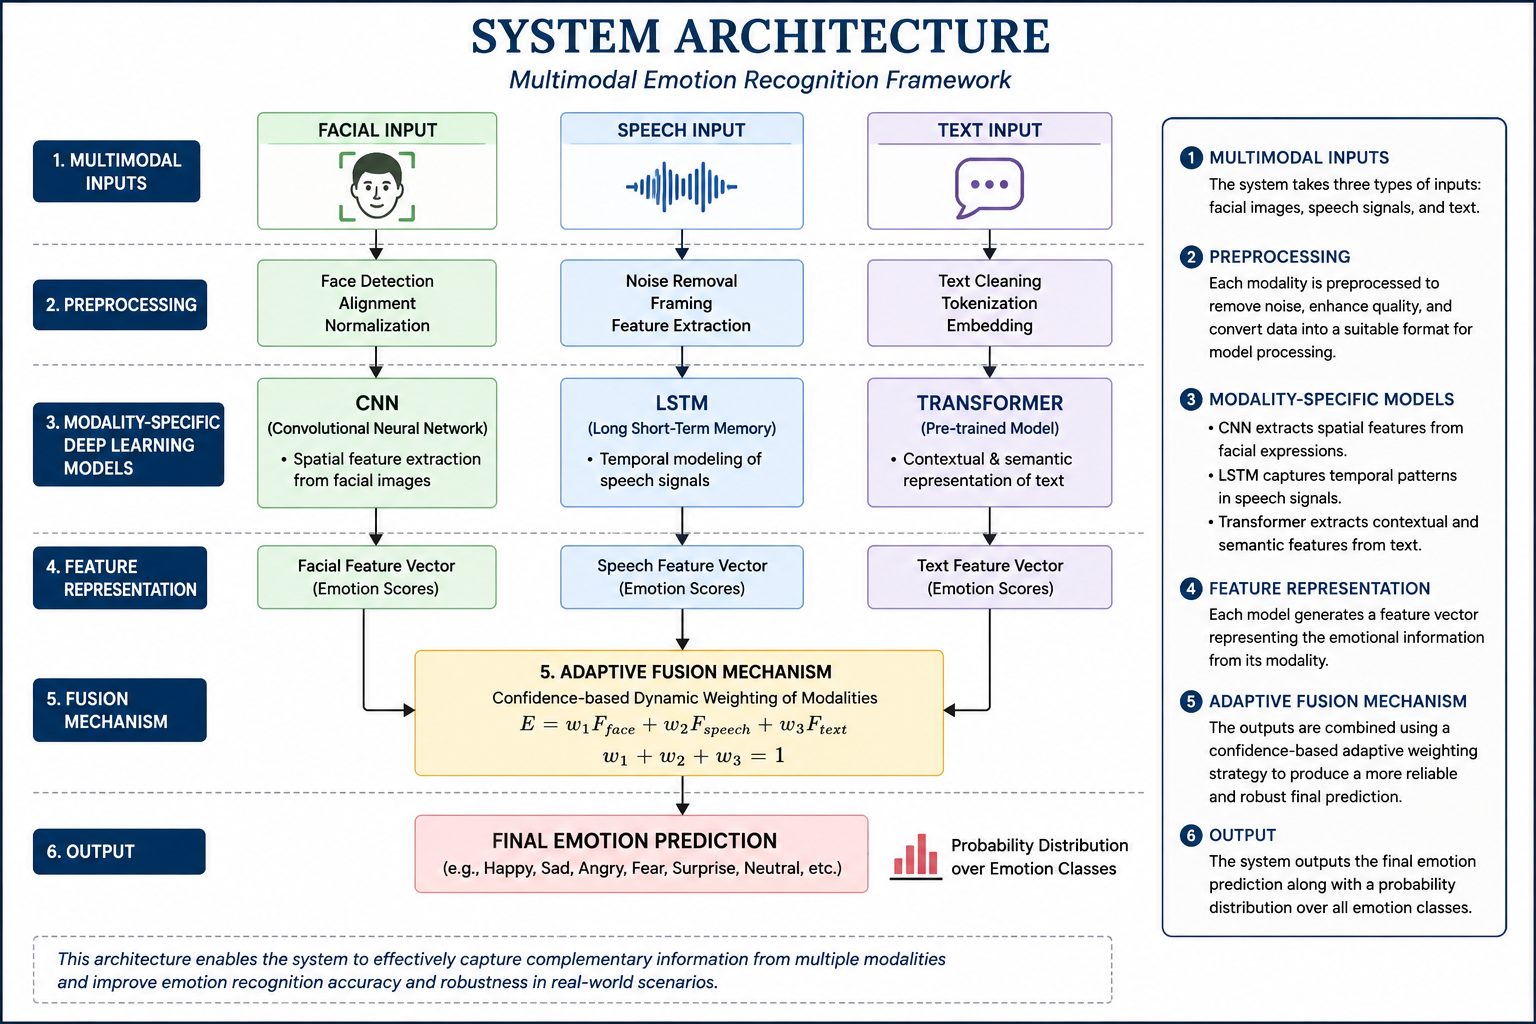 SYSTEM ARCHITECTURE
Multimodal Emotion Recognition Framework
1. MULTIMODAL
INPUTS
FACIAL INPUT
SPEECH INPUT
TEXT INPUT
2. PREPROCESSING
Face Detection
Alignment
Normalization
Noise Removal
Framing
Feature Extraction
Text Cleaning
Tokenization
Embedding
3. MODALITY-SPECIFIC
DEEP LEARNING
MODELS
CNN
(Convolutional Neural Network)
• Spatial feature extraction
from facial images
LSTM
(Long Short-Term Memory)
• Temporal modeling of
speech signals
TRANSFORMER
(Pre-trained Model)
• Contextual & semantic
representation of text
4. FEATURE
REPRESENTATION
Facial Feature Vector
(Emotion Scores)
Speech Feature Vector
(Emotion Scores)
Text Feature Vector
(Emotion Scores)
5. FUSION
MECHANISM
5. ADAPTIVE FUSION MECHANISM
Confidence-based Dynamic Weighting of Modalities
E = w₁F_face + w₂F_speech + w₃F_text
w₁ + w₂ + w₃ = 1
6. OUTPUT
FINAL EMOTION PREDICTION
(e.g., Happy, Sad, Angry, Fear, Surprise, Neutral, etc.)
Probability Distribution
over Emotion Classes
This architecture enables the system to effectively capture complementary information from multiple modalities
and improve emotion recognition accuracy and robustness in real-world scenarios.
1 MULTIMODAL INPUTS
The system takes three types of inputs:
facial images, speech signals, and text.
2 PREPROCESSING
Each modality is preprocessed to
remove noise, enhance quality, and
convert data into a suitable format for
model processing.
3 MODALITY-SPECIFIC MODELS
• CNN extracts spatial features from
facial expressions.
• LSTM captures temporal patterns
in speech signals.
• Transformer extracts contextual and
semantic features from text.
4 FEATURE REPRESENTATION
Each model generates a feature vector
representing the emotional information
from its modality.
5 ADAPTIVE FUSION MECHANISM
The outputs are combined using a
confidence-based adaptive weighting
strategy to produce a more reliable
and robust final prediction.
6 OUTPUT
The system outputs the final emotion
prediction along with a probability
distribution over all emotion classes.